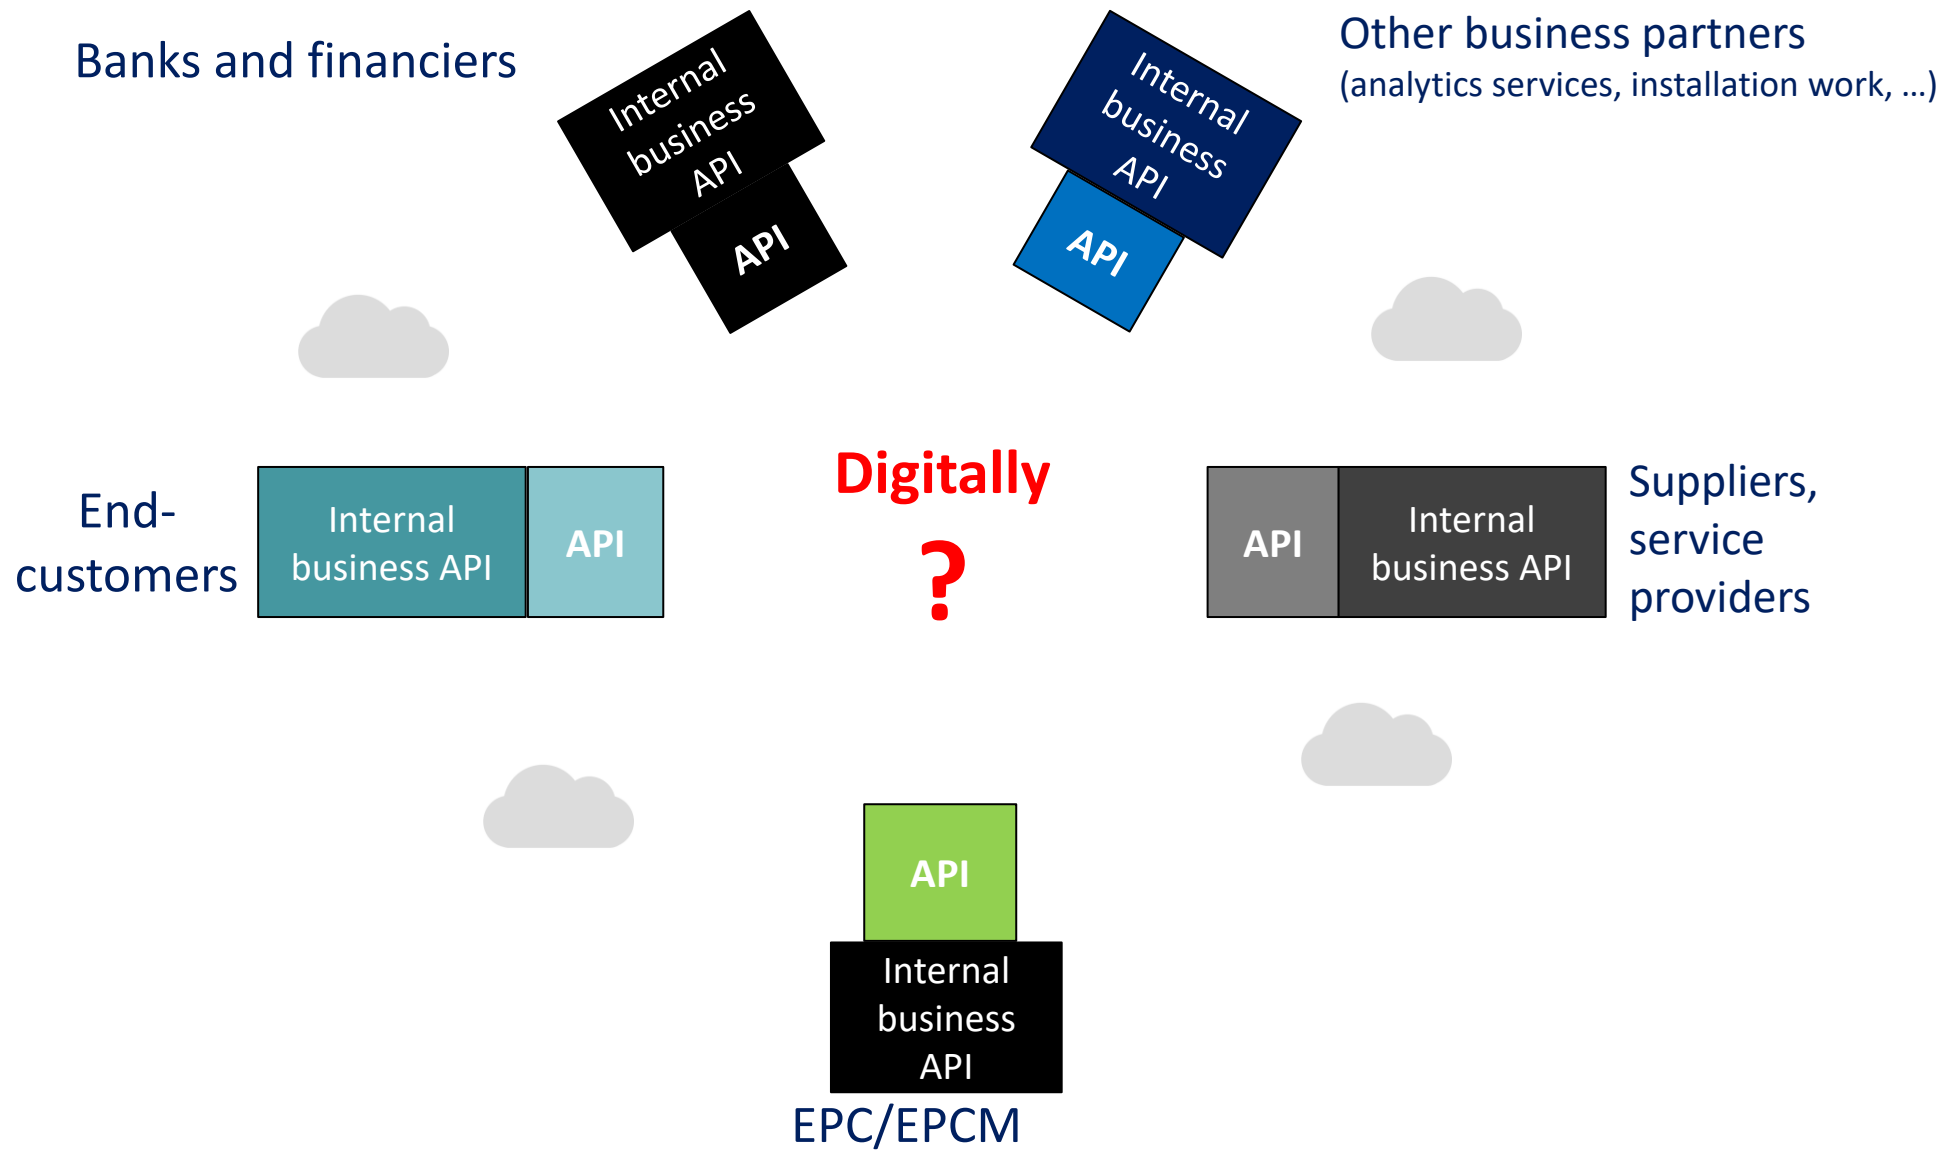 Banks and financiers
Internal
business
API
API
Other business partners
(analytics services, installation work, …)
Internal
business
API
API
End-
customers
Internal
business API
API
Digitally
?
API
Internal
business API
Suppliers,
service
providers
API
Internal
business
API
EPC/EPCM